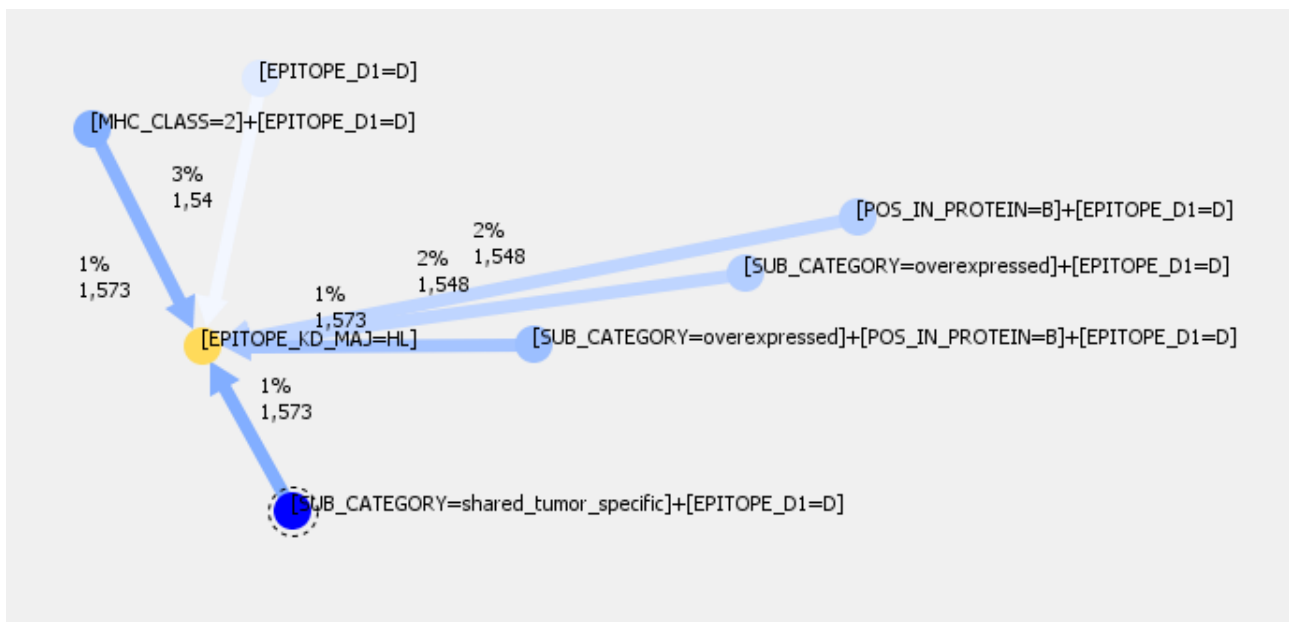 [EPITOPE_D1=D]
[MHC_CLASS=2]+[EPITOPE_D1=D]
3%
1,54
[POS_IN_PROTEIN=B]+[EPITOPE_D1=D]
2%
1,548
2%
1,548
[SUB_CATEGORY=overexpressed]+[EPITOPE_D1=D]
1%
1,573
1%
1,573
[EPITOPE_KD_MAJ=HL]
[SUB_CATEGORY=overexpressed]+[POS_IN_PROTEIN=B]+[EPITOPE_D1=D]
1%
1,573
[SUB_CATEGORY=shared_tumor_specific]+[EPITOPE_D1=D]